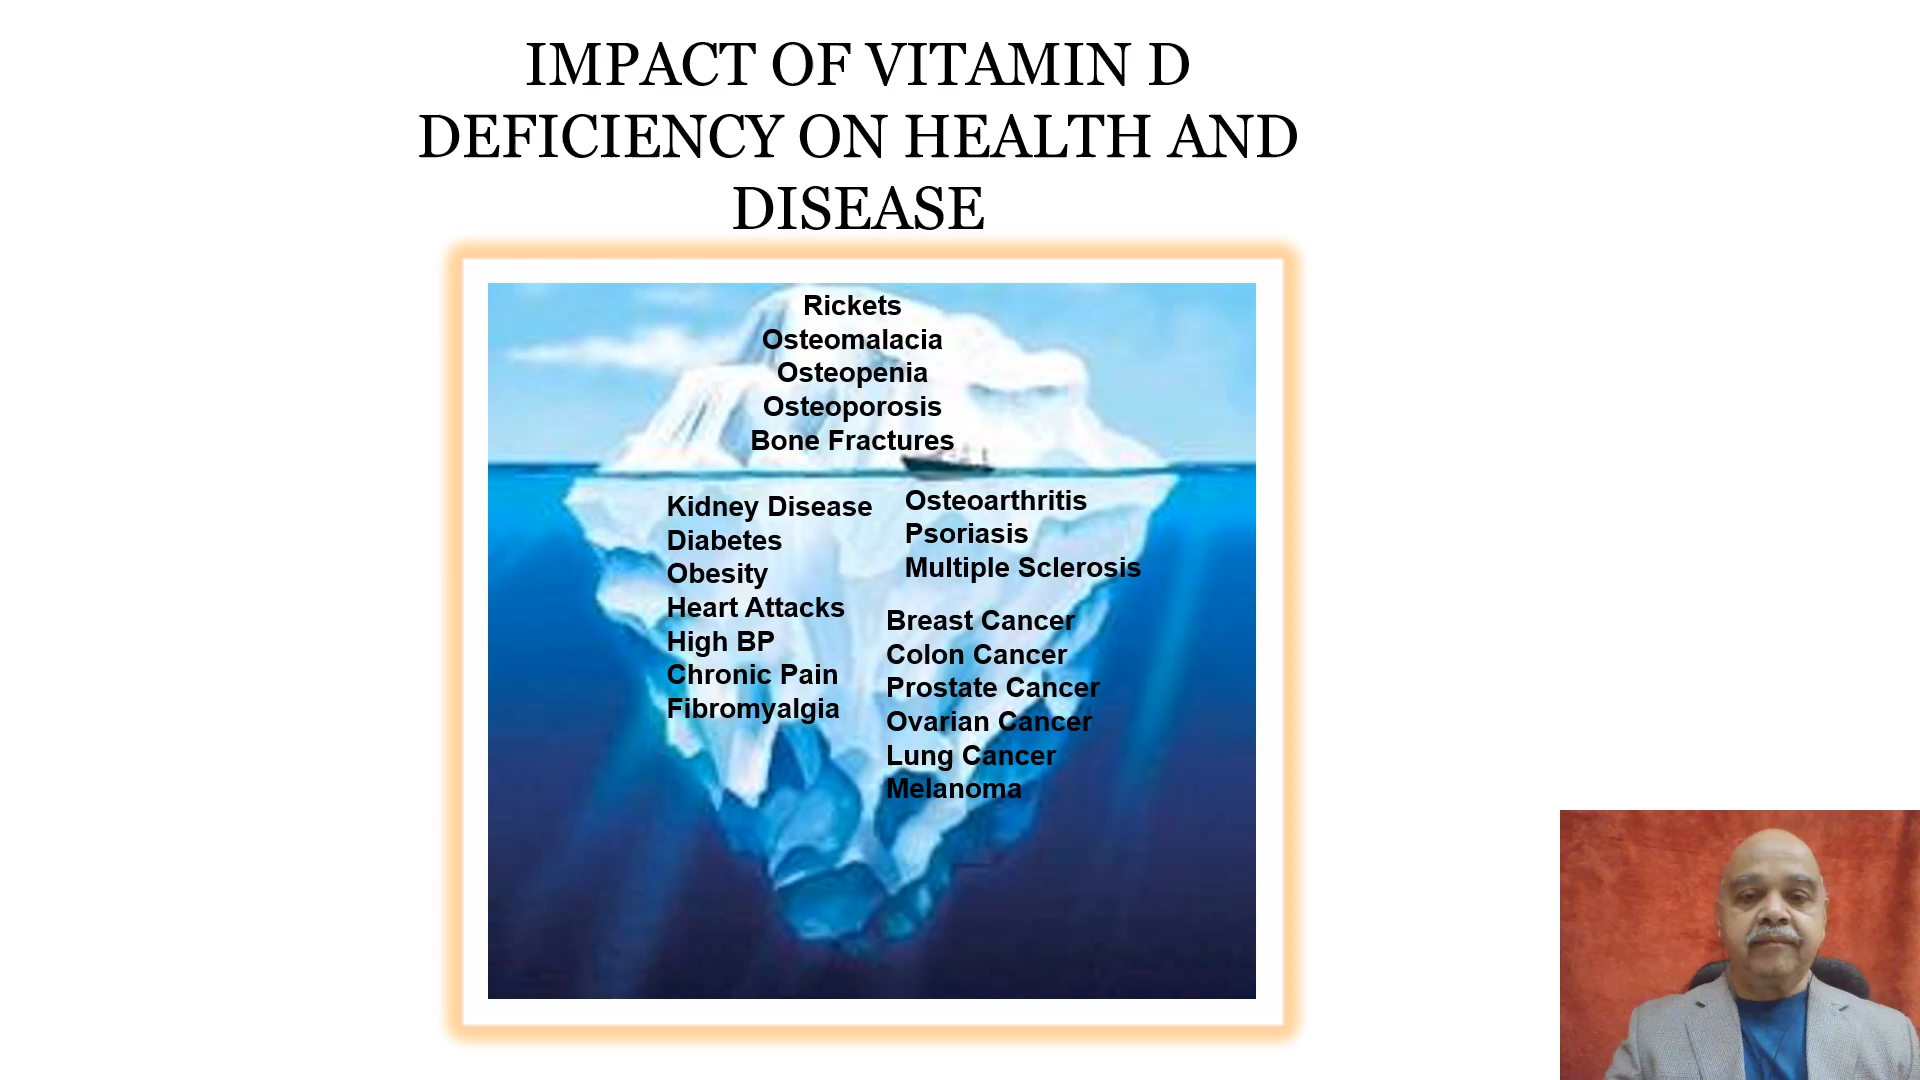 IMPACT OF VITAMIN D
DEFICIENCY ON HEALTH AND
DISEASE
Rickets
Osteomalacia
Osteopenia
Osteoporosis
Bone Fractures
Kidney Disease
Diabetes
Obesity
Heart Attacks
High BP
Chronic Pain
Fibromyalgia
Osteoarthritis
Psoriasis
Multiple Sclerosis
Breast Cancer
Colon Cancer
Prostate Cancer
Ovarian Cancer
Lung Cancer
Melanoma